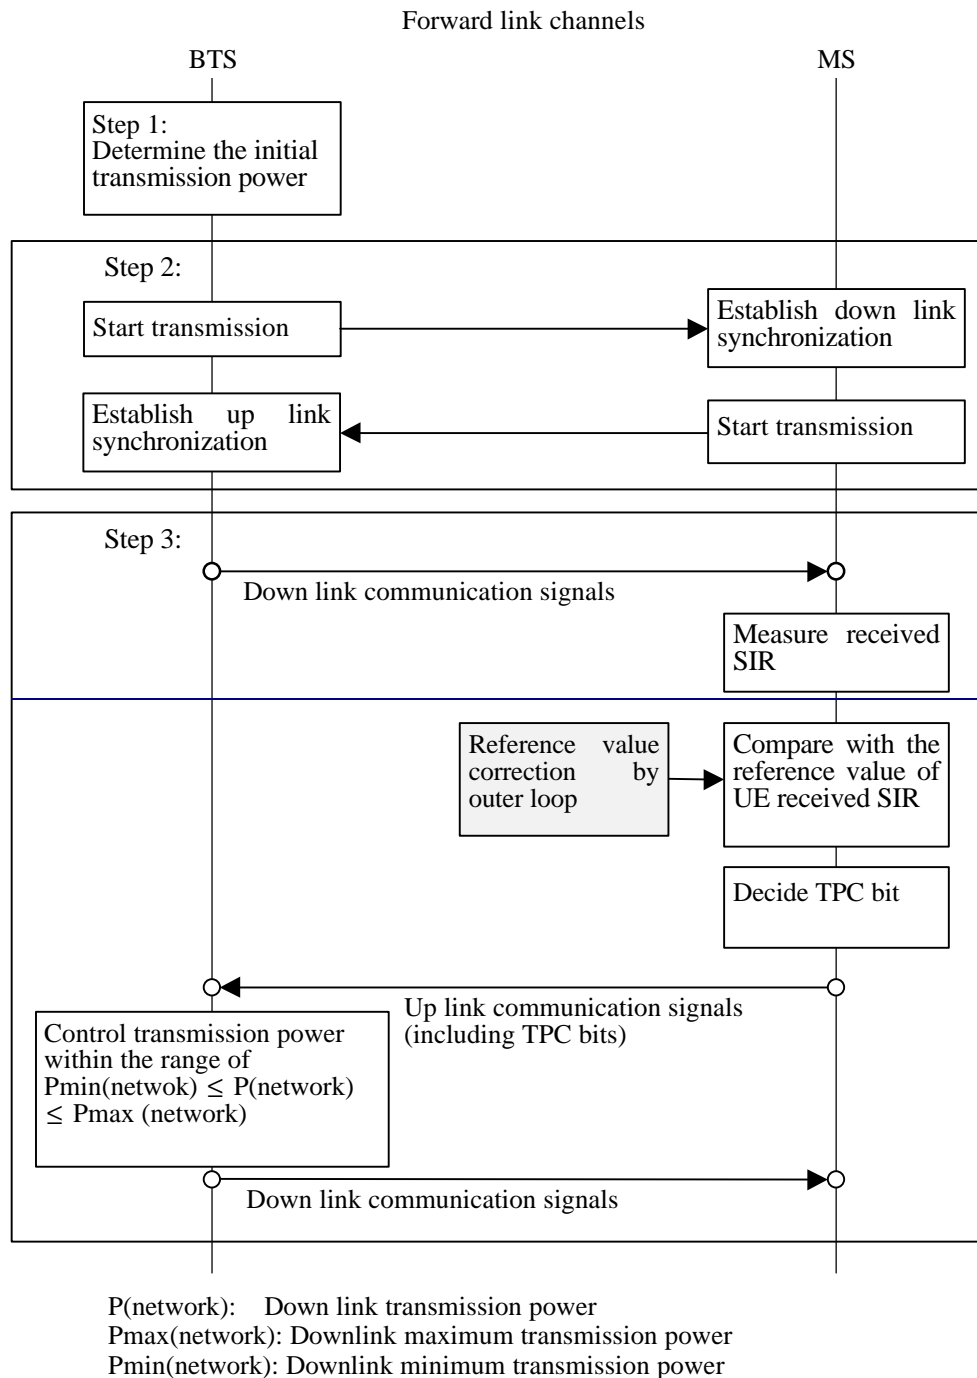 Forward link channels
BTS
MS
Step 1:
Determine the initial
transmission power
Step 2:
Start transmission
Establish down link
synchronization
Establish up link
synchronization
Start transmission
Step 3:
Down link communication signals
Measure received
SIR
Reference value
correction by
outer loop
Compare with the
reference value of
UE received SIR
Decide TPC bit
Up link communication signals
(including TPC bits)
Control transmission power
within the range of
Pmin(netwok) ≤ P(network)
≤ Pmax (network)
Down link communication signals
P(network): Down link transmission power
Pmax(network): Downlink maximum transmission power
Pmin(network): Downlink minimum transmission power